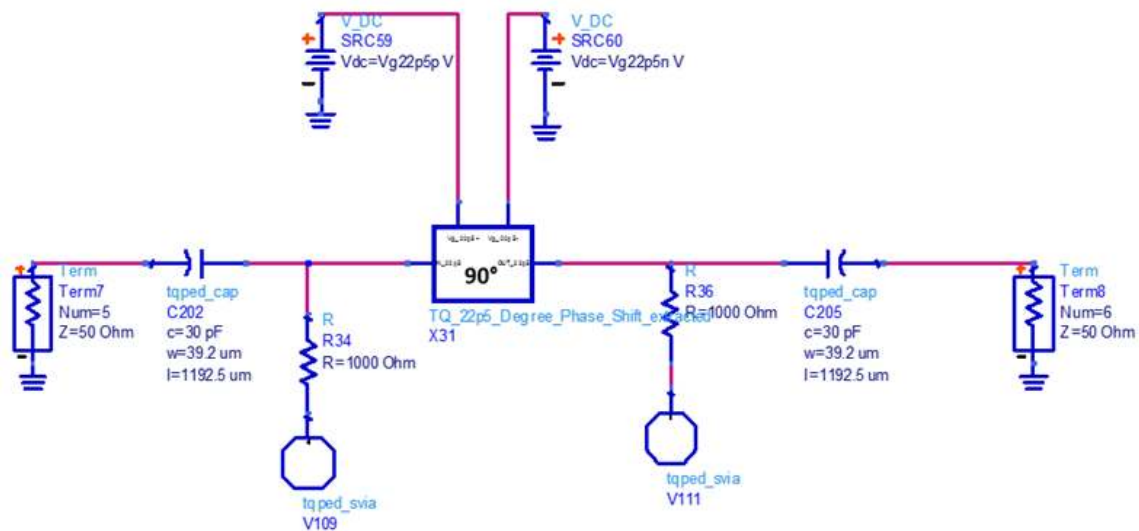 V_DC
SRC59
Vdc=Vg22p5p V
V_DC
SRC60
Vdc=Vg22p5n V
90°
TQ_22p5_Degree_Phase_Shift_extracted
X31
Term
Term7
Num=5
Z=50 Ohm
tqped_cap
C202
c=30 pF
w=39.2 um
l=1192.5 um
R
R34
R=1000 Ohm
tqped_svia
V109
R
R36
R=1000 Ohm
tqped_svia
V111
tqped_cap
C205
c=30 pF
w=39.2 um
l=1192.5 um
Term
Term8
Num=6
Z=50 Ohm